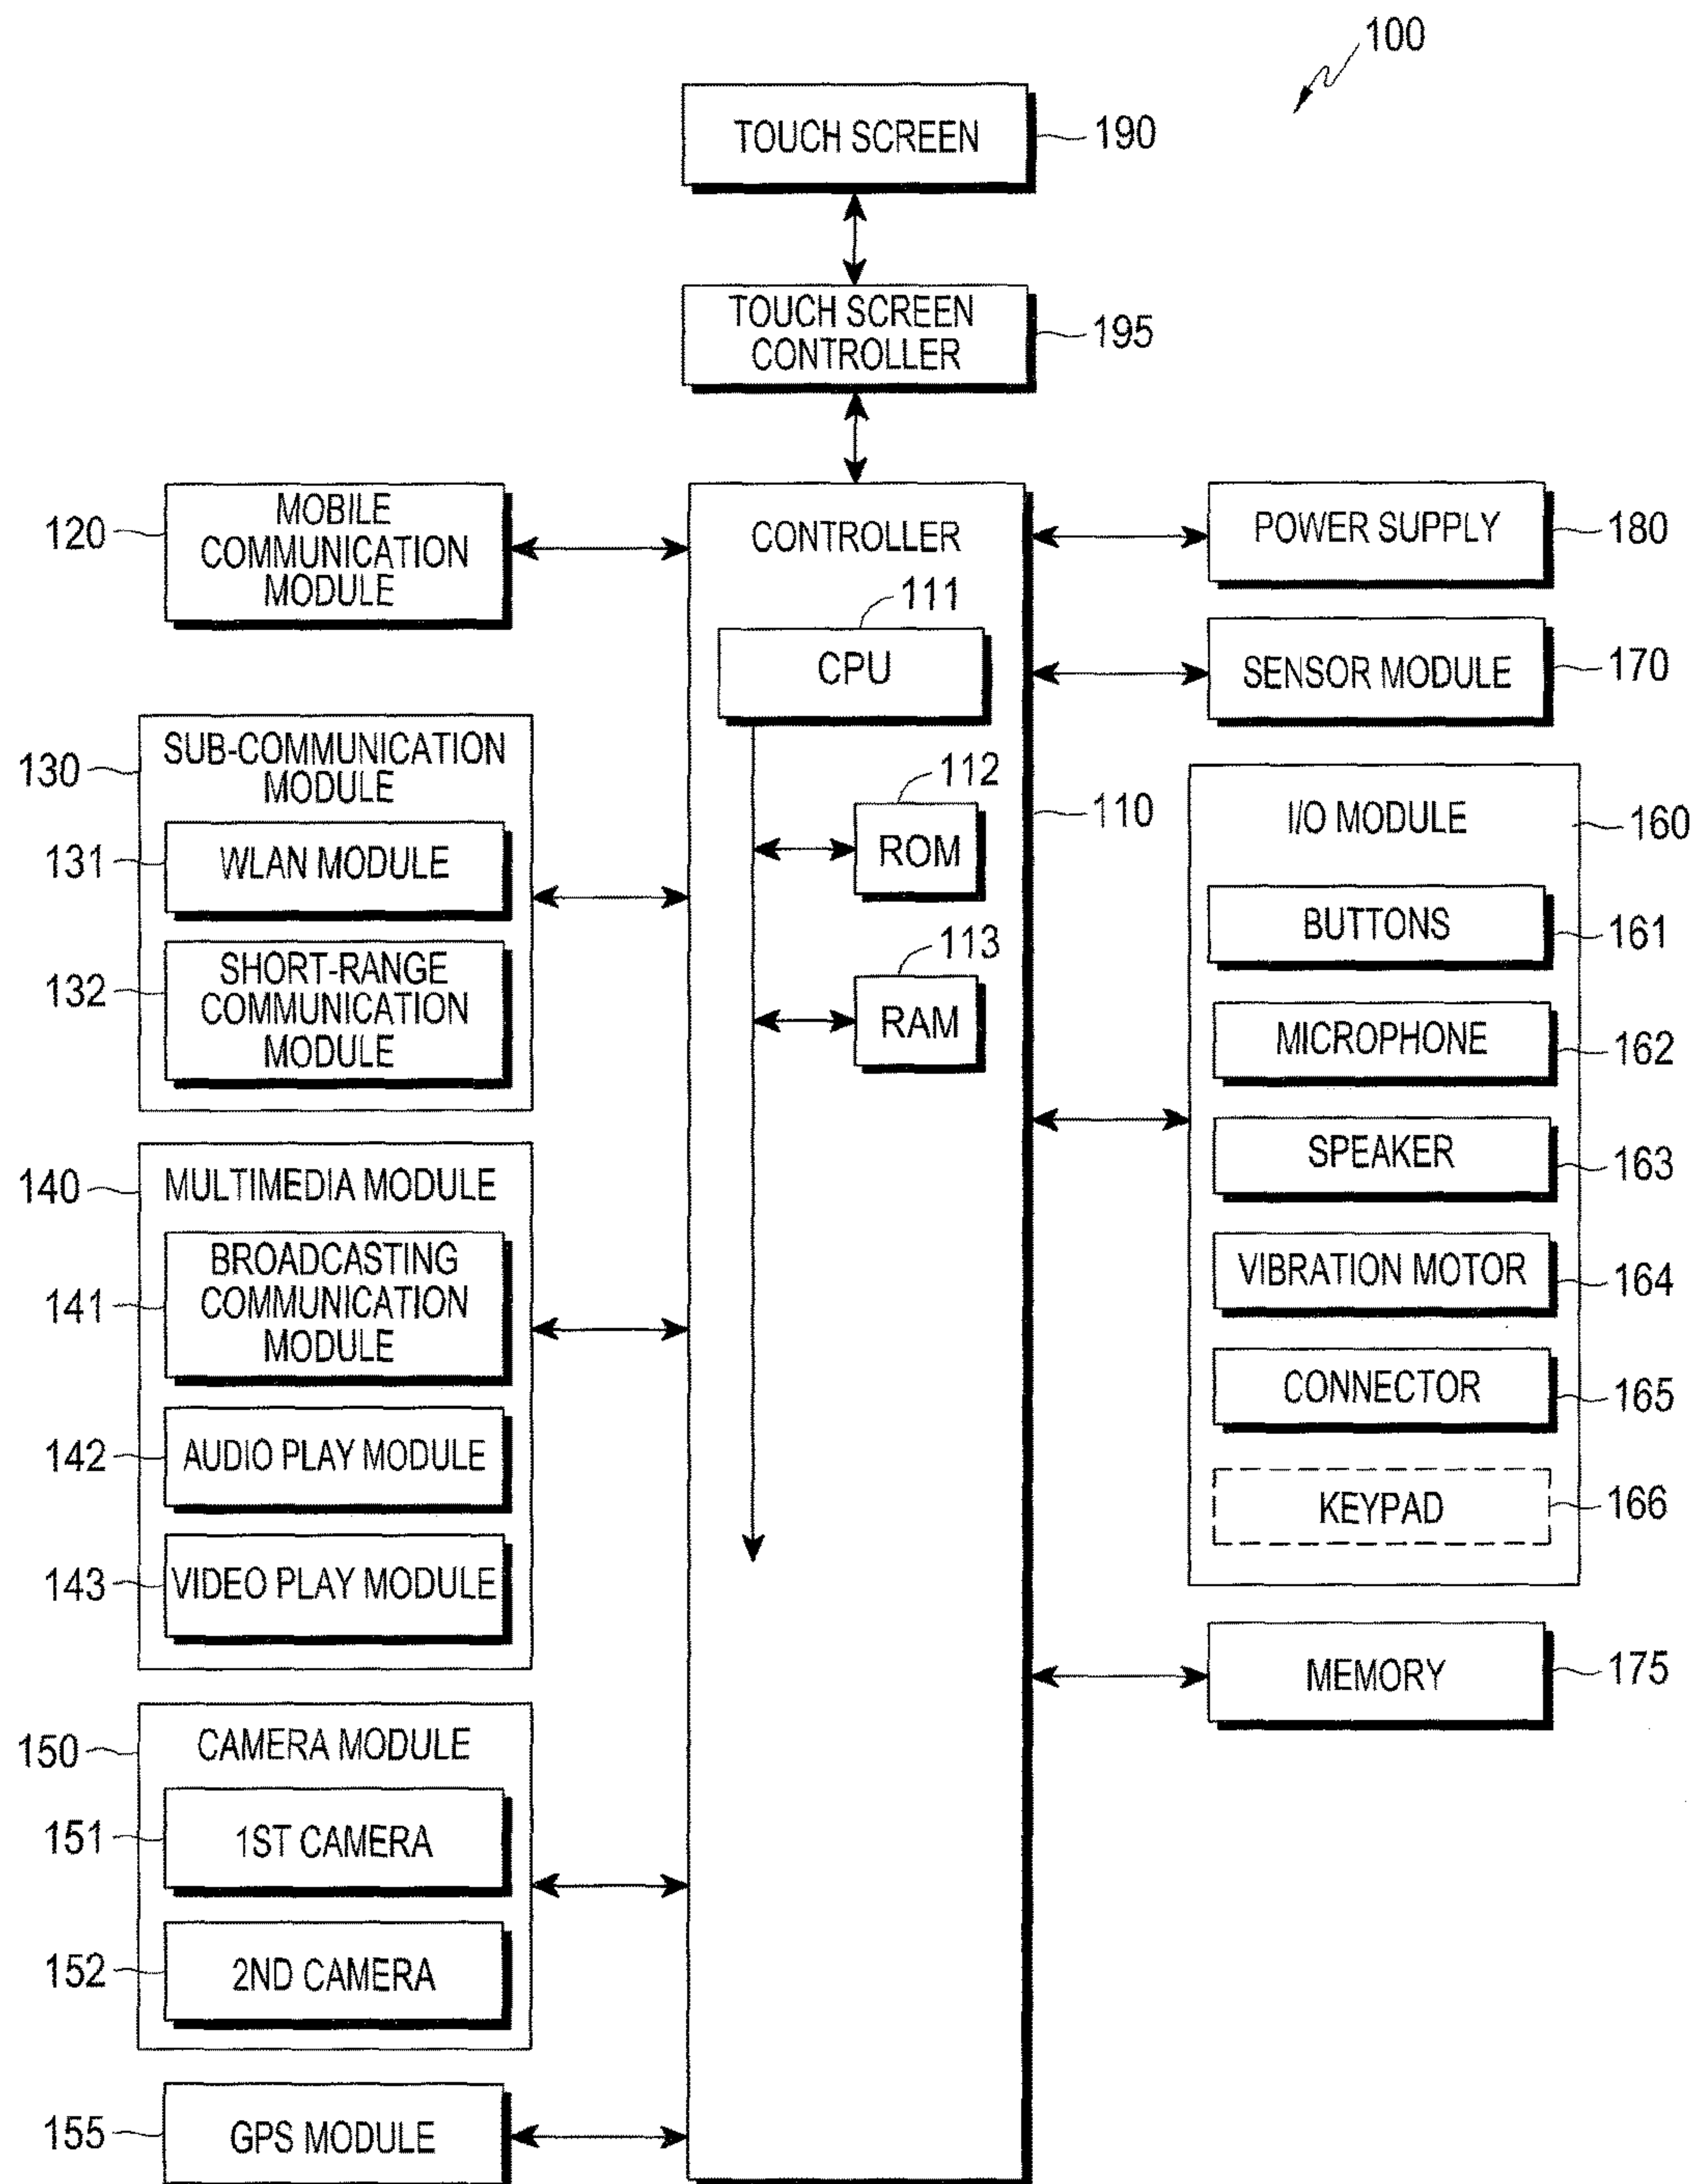 100
TOUCH SCREEN
190
TOUCH SCREEN
CONTROLLER
195
120
MOBILE
COMMUNICATION
MODULE
130
SUB-COMMUNICATION
MODULE
131
WLAN MODULE
132
SHORT-RANGE
COMMUNICATION
MODULE
140
MULTIMEDIA MODULE
141
BROADCASTING
COMMUNICATION
MODULE
142
AUDIO PLAY MODULE
143
VIDEO PLAY MODULE
150
CAMERA MODULE
151
1ST CAMERA
152
2ND CAMERA
155
GPS MODULE
CONTROLLER
111
CPU
112
ROM
113
RAM
110
POWER SUPPLY
180
SENSOR MODULE
170
I/O MODULE
160
BUTTONS
161
MICROPHONE
162
SPEAKER
163
VIBRATION MOTOR
164
CONNECTOR
165
KEYPAD
166
MEMORY
175